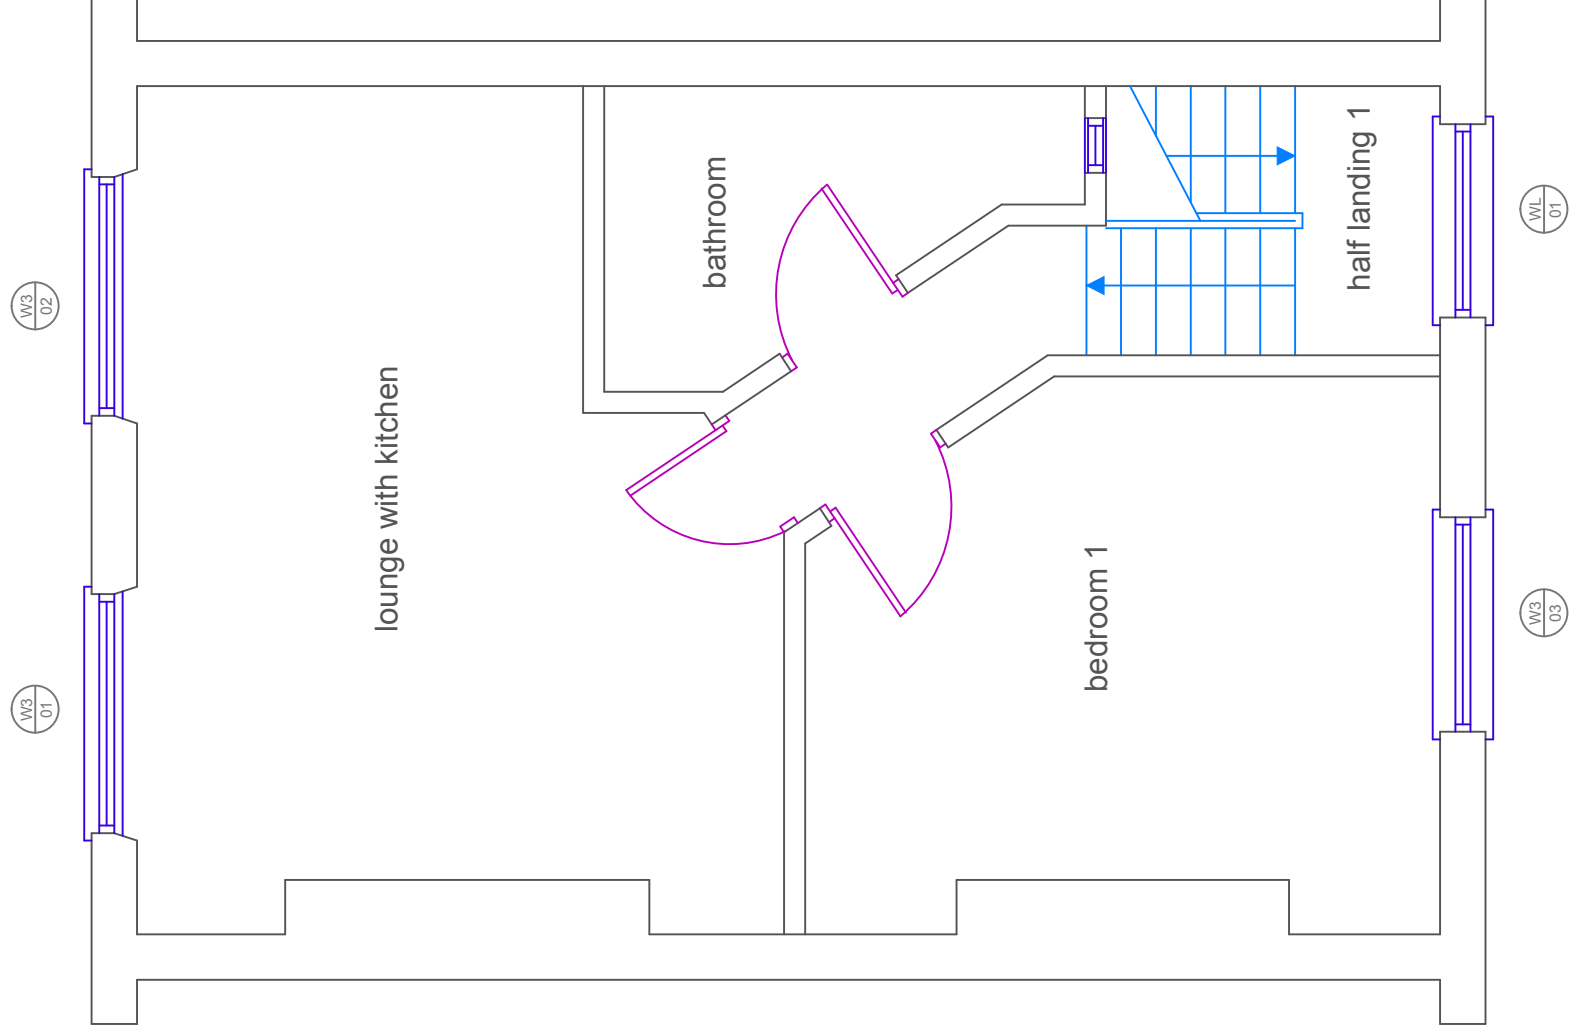 W3
02
W3
01
lounge with kitchen
bathroom
bedroom 1
half landing 1
WL
01
W3
03